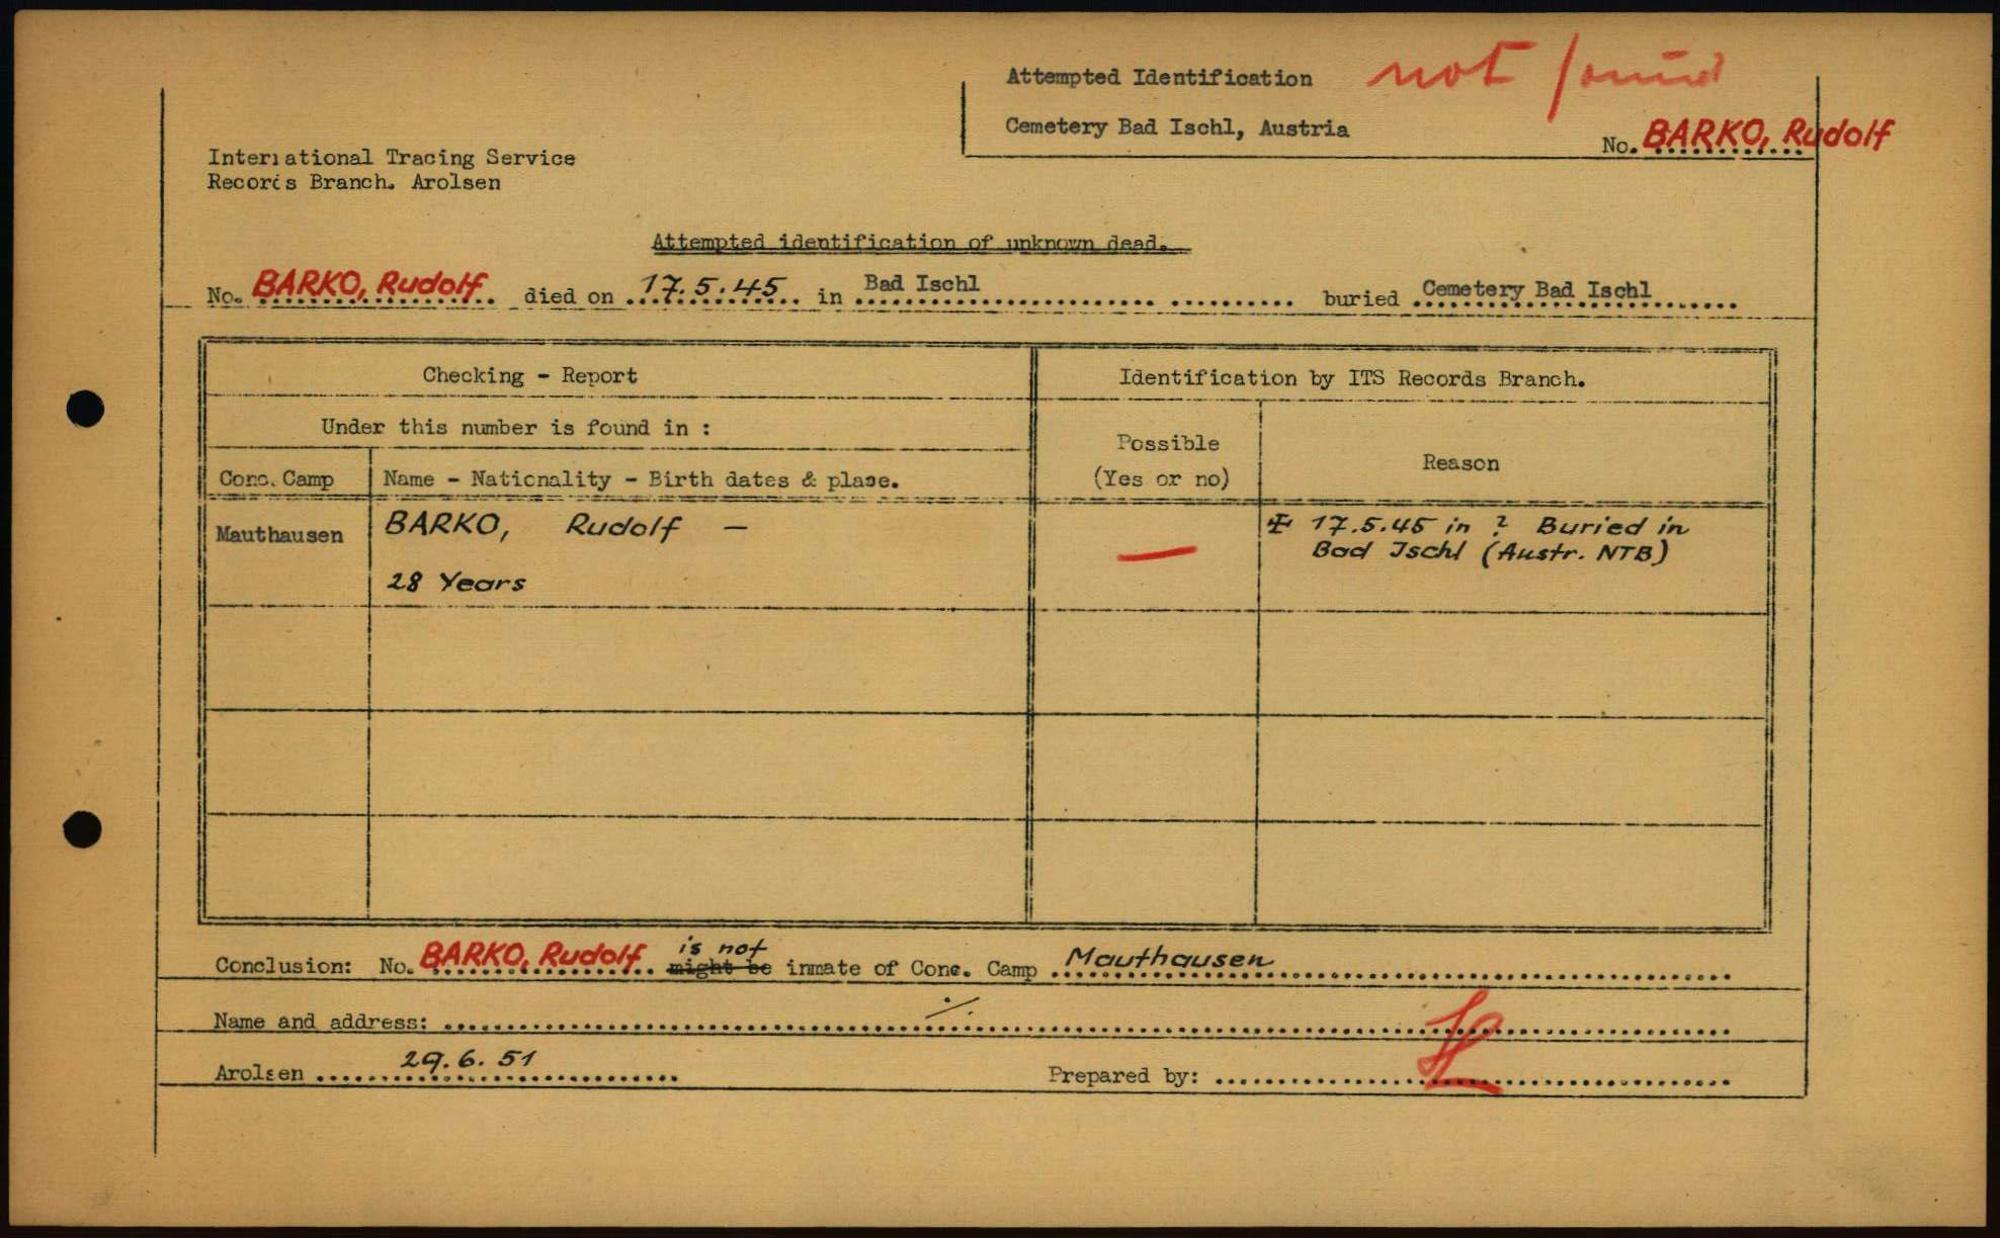 Attempted Identification not found
Cemetery Bad Ischl, Austria
No. BARKO, Rudolf
International Tracing Service
Records Branch. Arolsen
Attempted identification of unknown dead.
No. BARKO, Rudolf died on 17.5.45 in Bad Ischl buried Cemetery Bad Ischl
Checking - Report
Identification by ITS Records Branch.
Under this number is found in :
Possible
(Yes or no)
Reason
Conc. Camp
Name - Nationality - Birth dates & place.
Mauthausen
BARKO, Rudolf —
28 Years
—
17.5.45 in ? Buried in
Bad Ischl (Austr. NTB)
Conclusion: No. BARKO, Rudolf might be is not inmate of Conc. Camp Mauthausen
Name and address: ./.
Arolsen 29.6.51
Prepared by: